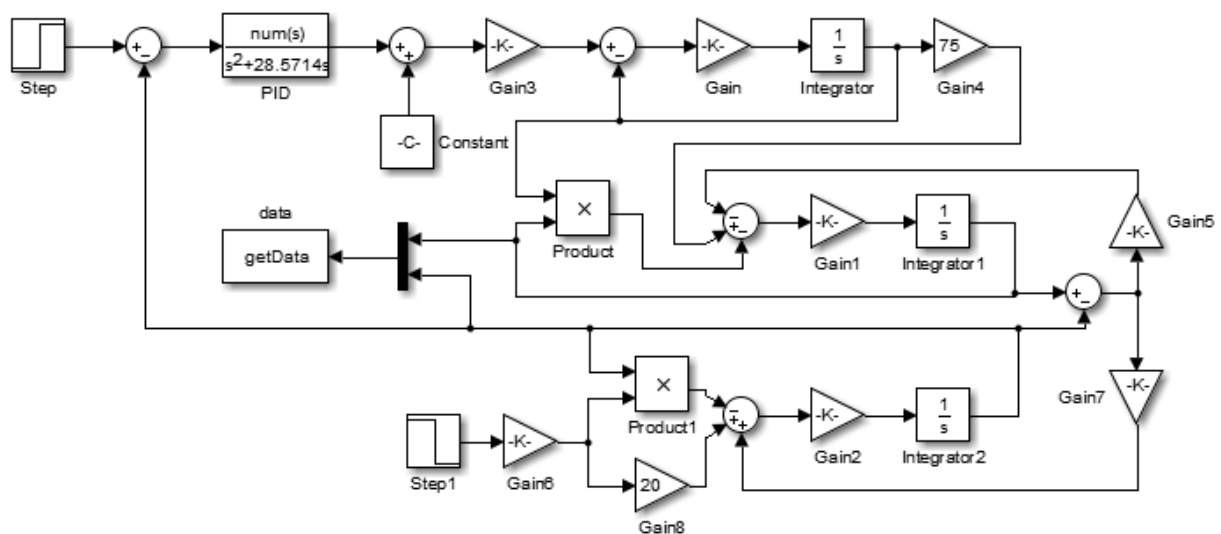 Step
+
−
num(s)
s²+28.5714s
PID
+
+
-C-
Constant
-K-
Gain3
+
−
-K-
Gain
1
s
Integrator
75
Gain4
data
getData
×
Product
−
+
−
-K-
Gain1
1
s
Integrator1
-K-
Gain5
+
−
×
Product1
Step1
-K-
Gain6
20
Gain8
−
+
+
-K-
Gain2
1
s
Integrator2
-K-
Gain7